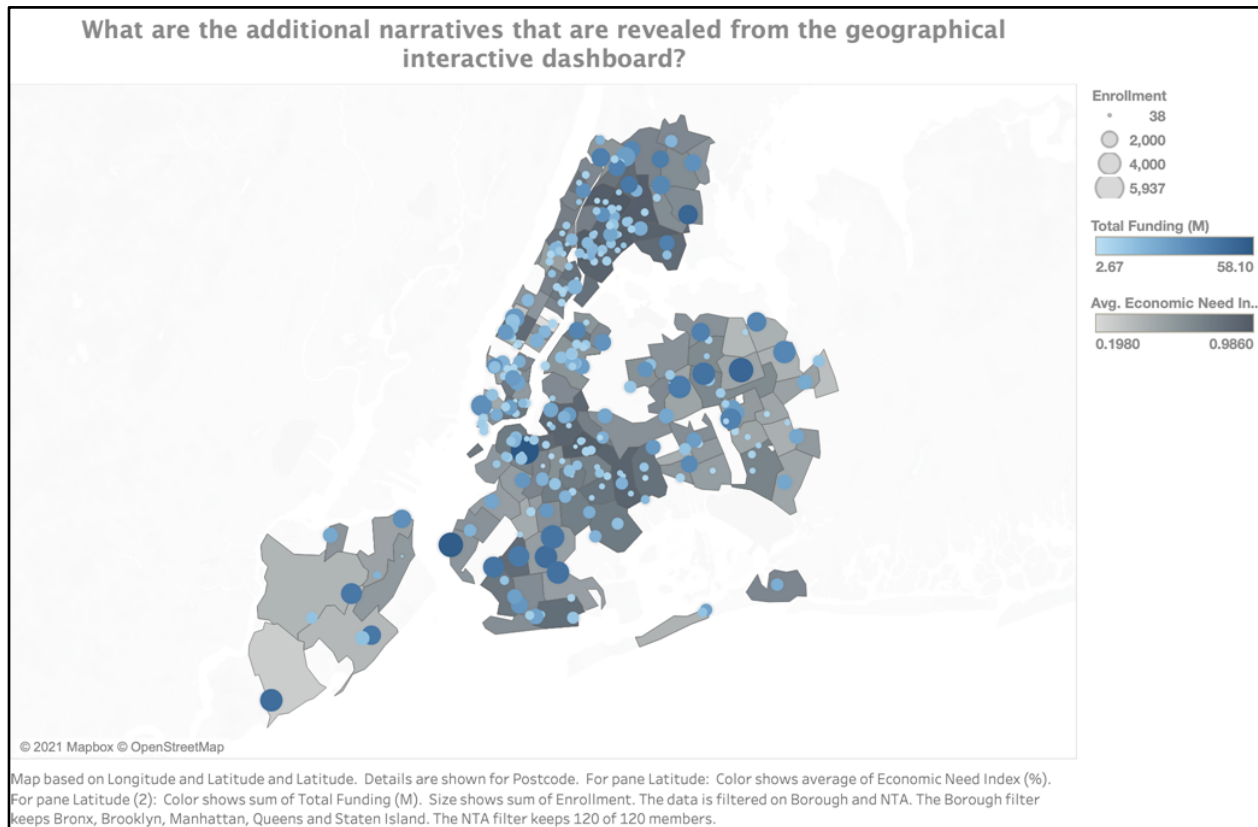 What are the additional narratives that are revealed from the geographical
interactive dashboard?
Enrollment
38
2,000
4,000
5,937
Total Funding (M)
2.67 58.10
Avg. Economic Need In..
0.1980 0.9860
© 2021 Mapbox © OpenStreetMap
Map based on Longitude and Latitude and Latitude. Details are shown for Postcode. For pane Latitude: Color shows average of Economic Need Index (%).
For pane Latitude (2): Color shows sum of Total Funding (M). Size shows sum of Enrollment. The data is filtered on Borough and NTA. The Borough filter
keeps Bronx, Brooklyn, Manhattan, Queens and Staten Island. The NTA filter keeps 120 of 120 members.